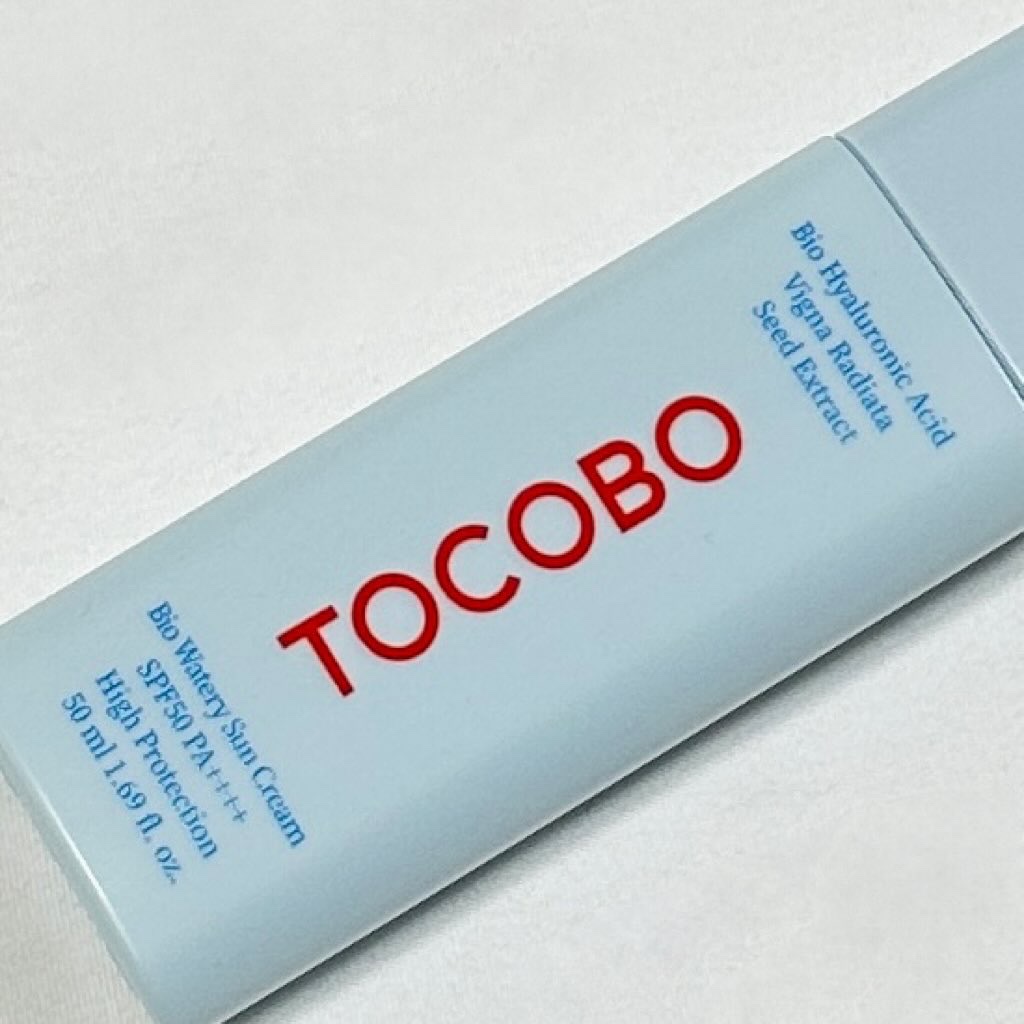 Bio Hyaluronic Acid
Vigna Radiata
Seed Extract
TOCOBO
Bio Watery Sun Cream
SPF50 PA++++
High Protection
50 ml 1.69 fl. oz.